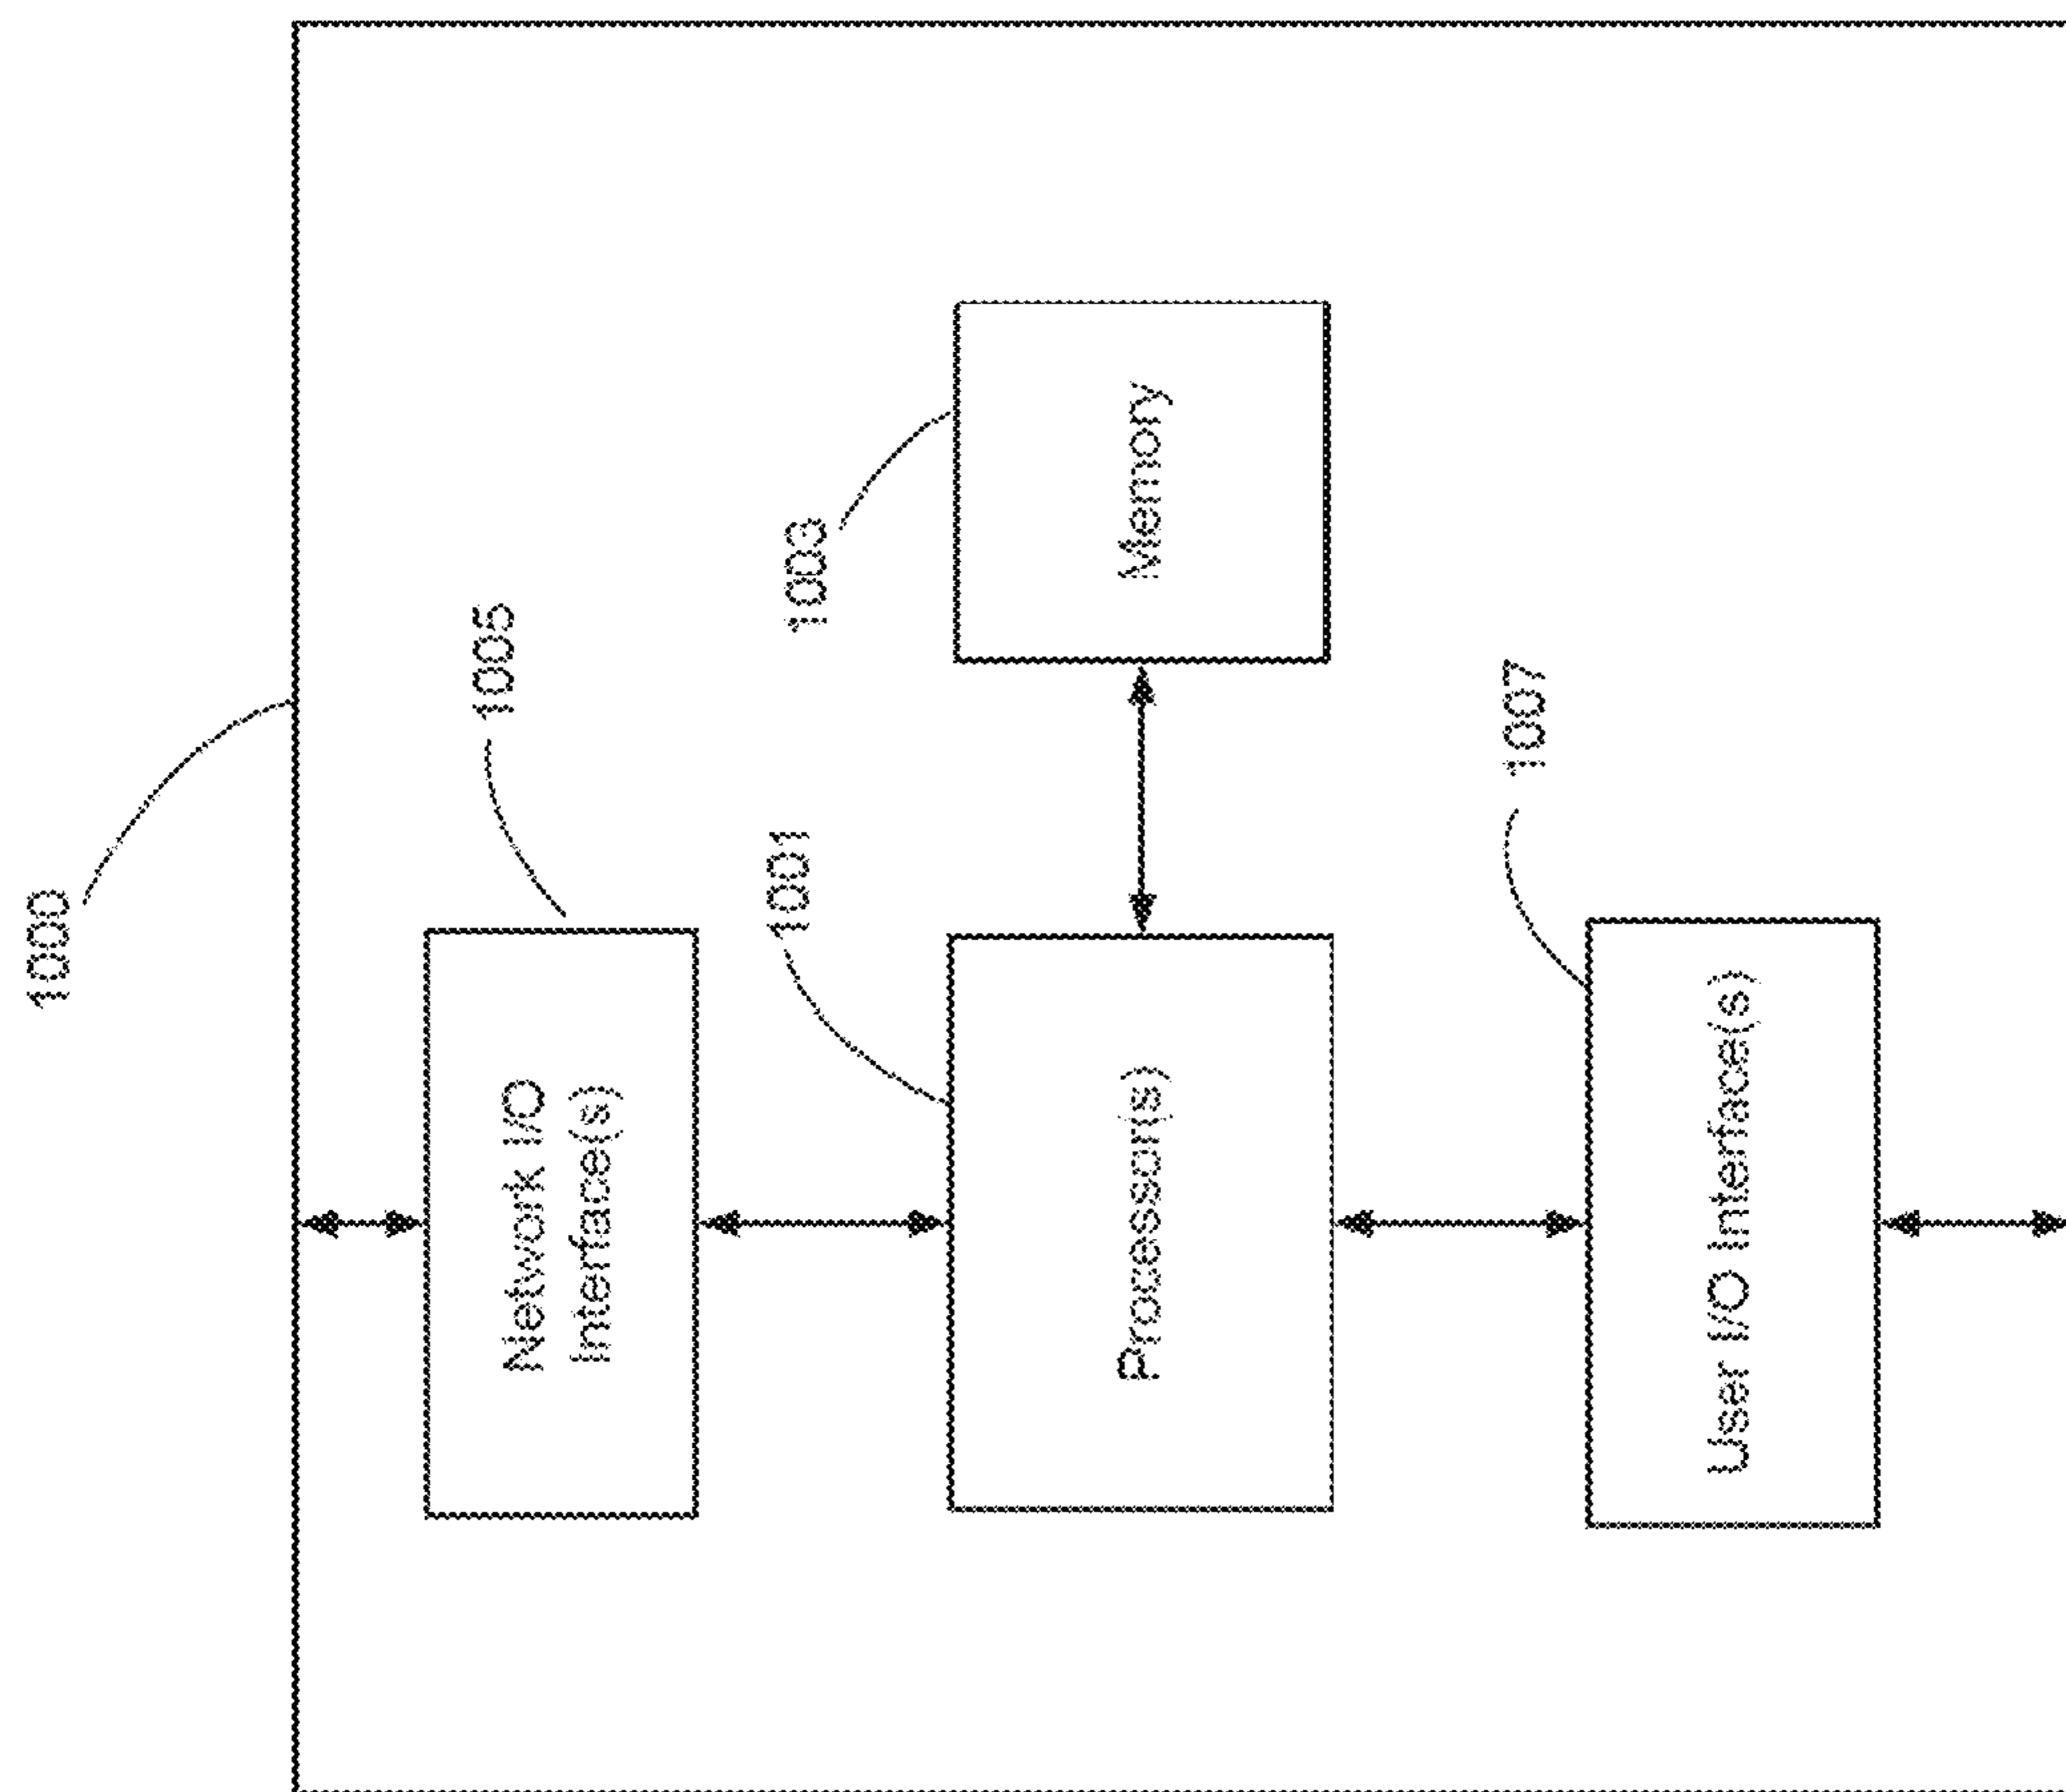 1000
1005
Network I/O
Interface(s)
1003
1001
Memory
Processor(s)
1007
User I/O Interface(s)